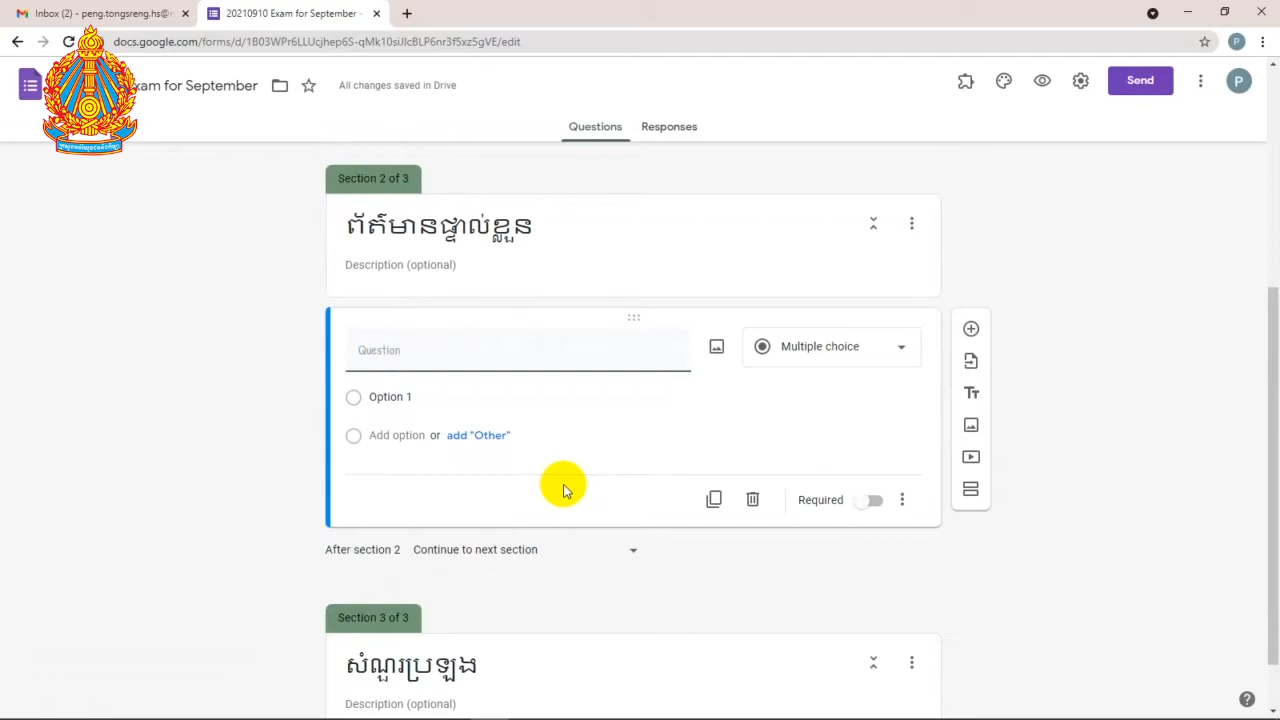 Inbox (2) - peng.tongsreng.hs@
20210910 Exam for September -
docs.google.com/forms/d/1B03WPr6LLUcjhep6S-qMk10siJlcBLP6nr3f5xz5gVE/edit
P
xam for September
All changes saved in Drive
Send
P
Questions
Responses
Section 2 of 3
ព័ត៌មានផ្ទាល់ខ្លួន
Description (optional)
Question
Multiple choice
Option 1
Add option or add "Other"
Required
After section 2 Continue to next section
Section 3 of 3
សំណួរប្រឡង
Description (optional)